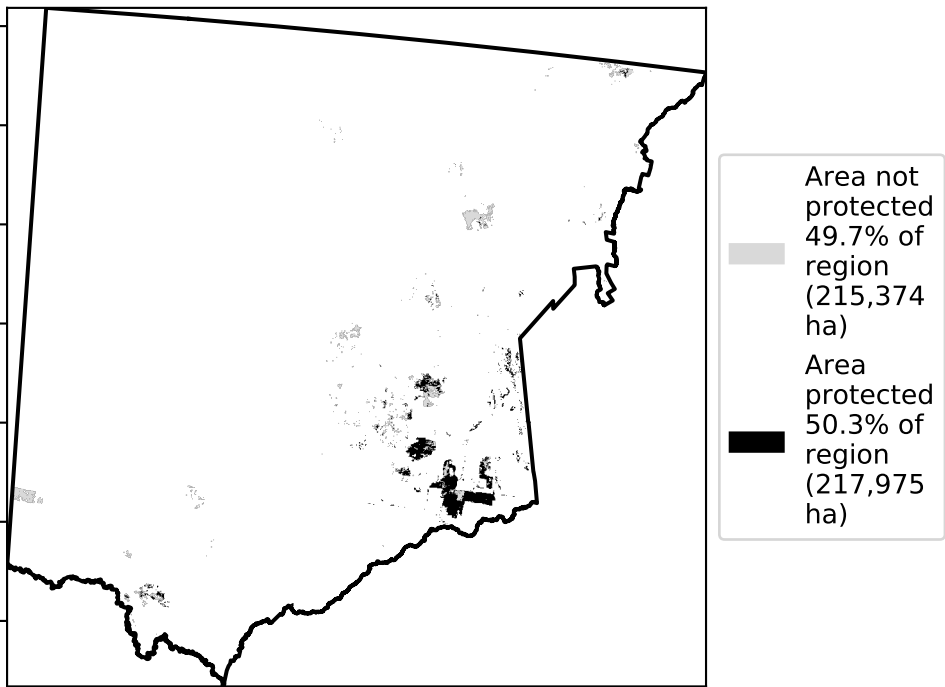 Area not
protected
49.7% of
region
(215,374
ha)
Area
protected
50.3% of
region
(217,975
ha)